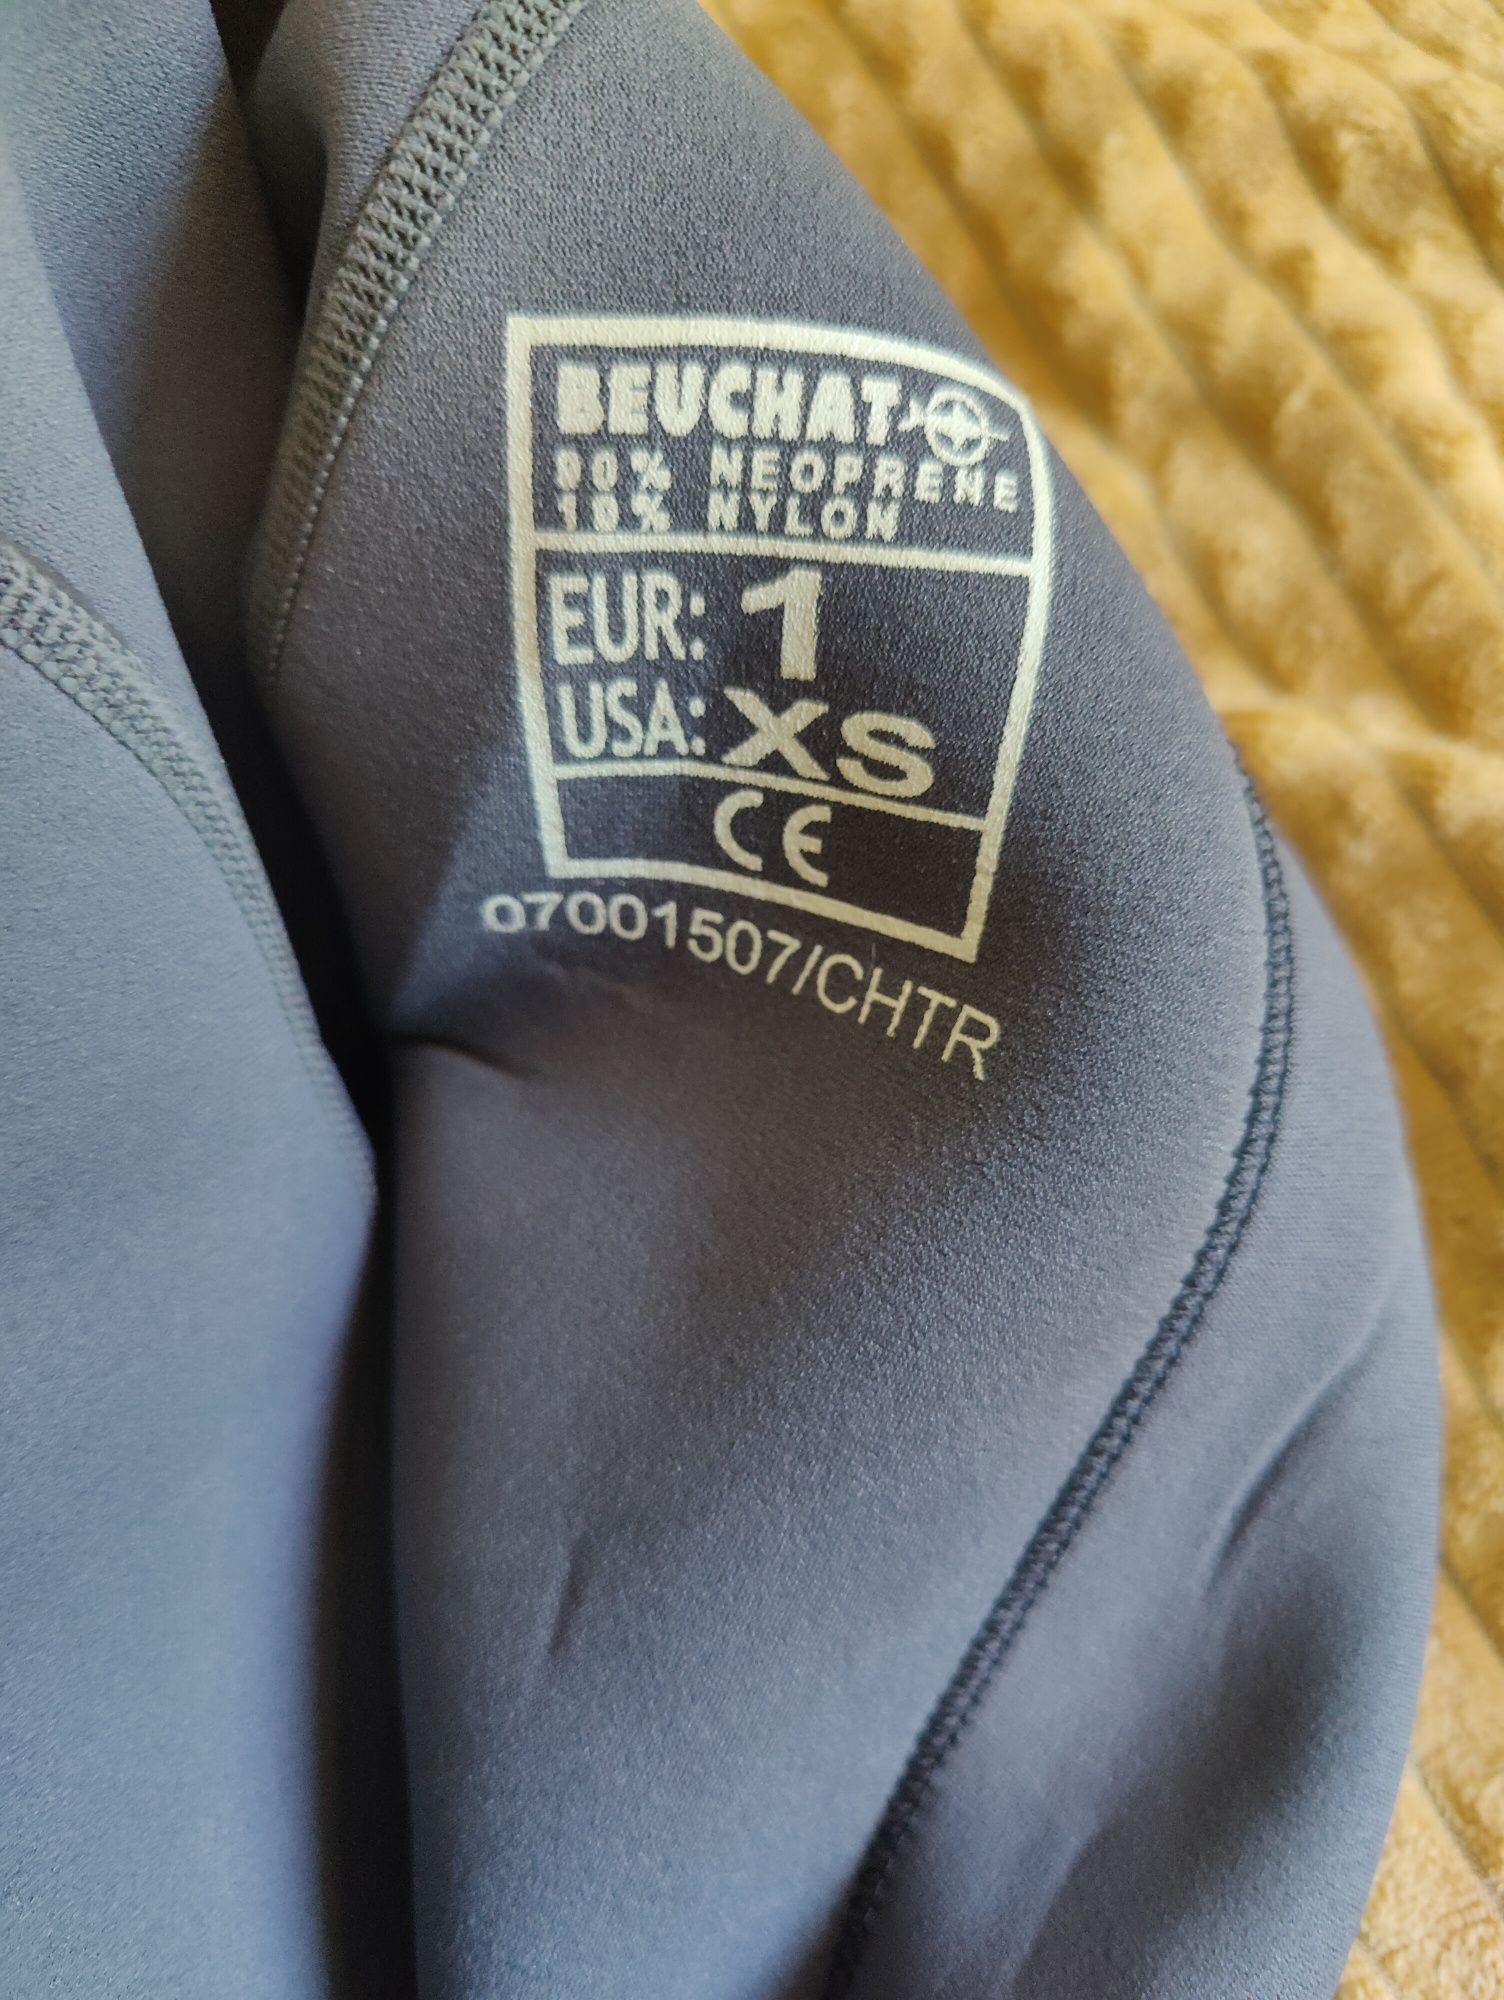 BEUCHAT
90% NEOPRENE
10% NYLON
EUR: 1
USA: XS
CE
07001507/CHTR